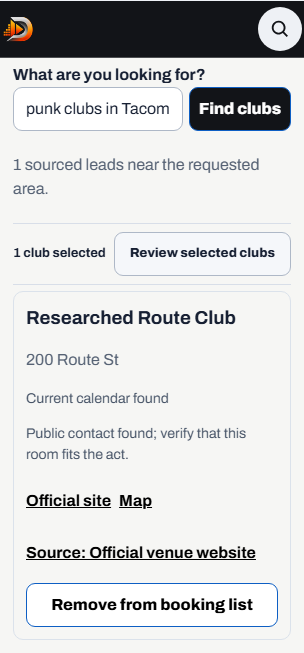 What are you looking for?
punk clubs in Tacom
Find clubs
1 sourced leads near the requested
area.
1 club selected
Review selected clubs
Researched Route Club
200 Route St
Current calendar found
Public contact found; verify that this
room fits the act.
Official site Map
Source: Official venue website
Remove from booking list